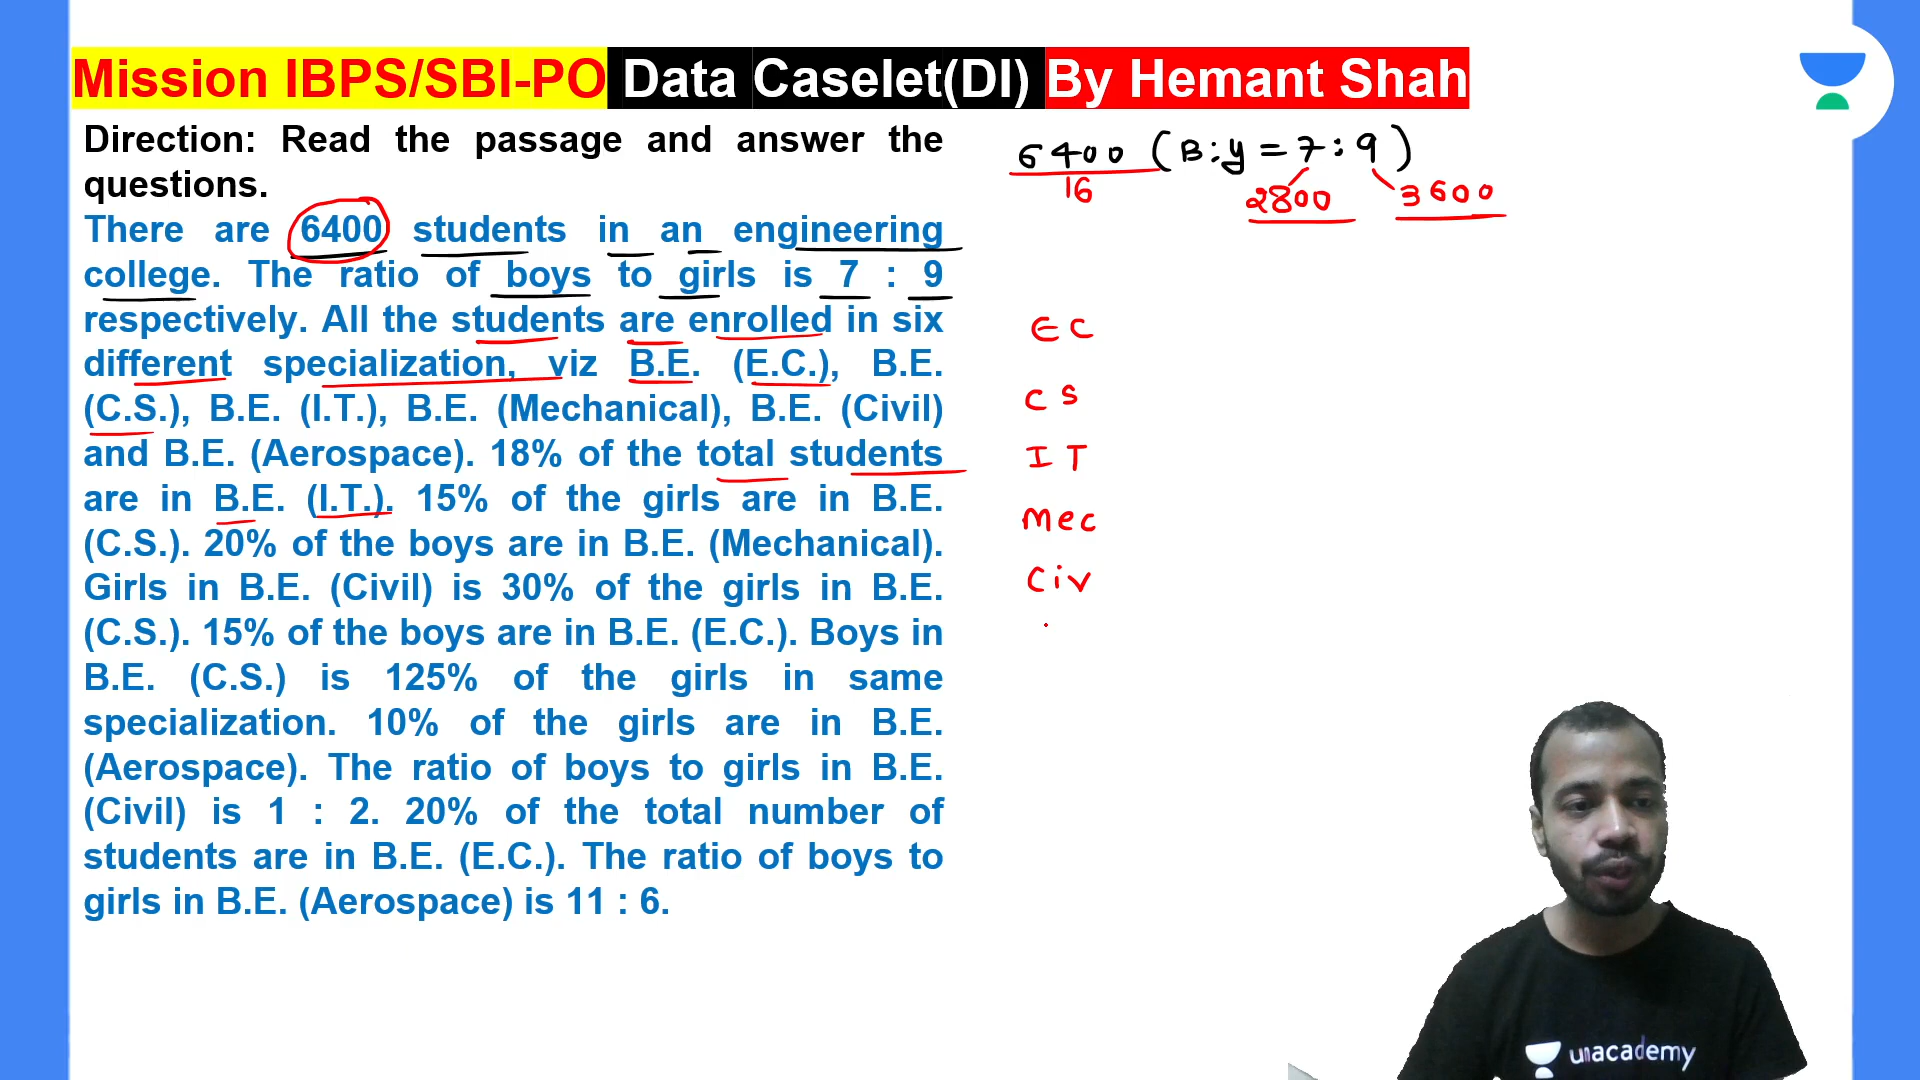 Mission IBPS/SBI-PO Data Caselet(DI) By Hemant Shah
Direction: Read the passage and answer the
questions.
There are 6400 students in an engineering
college. The ratio of boys to girls is 7 : 9
respectively. All the students are enrolled in six
different specialization, viz B.E. (E.C.), B.E.
(C.S.), B.E. (I.T.), B.E. (Mechanical), B.E. (Civil)
and B.E. (Aerospace). 18% of the total students
are in B.E. (I.T.). 15% of the girls are in B.E.
(C.S.). 20% of the boys are in B.E. (Mechanical).
Girls in B.E. (Civil) is 30% of the girls in B.E.
(C.S.). 15% of the boys are in B.E. (E.C.). Boys in
B.E. (C.S.) is 125% of the girls in same
specialization. 10% of the girls are in B.E.
(Aerospace). The ratio of boys to girls in B.E.
(Civil) is 1 : 2. 20% of the total number of
students are in B.E. (E.C.). The ratio of boys to
girls in B.E. (Aerospace) is 11 : 6.
6400 (B:y = 7:9)
16 2800 3600
EC
CS
IT
Mec
Civ
unacademy